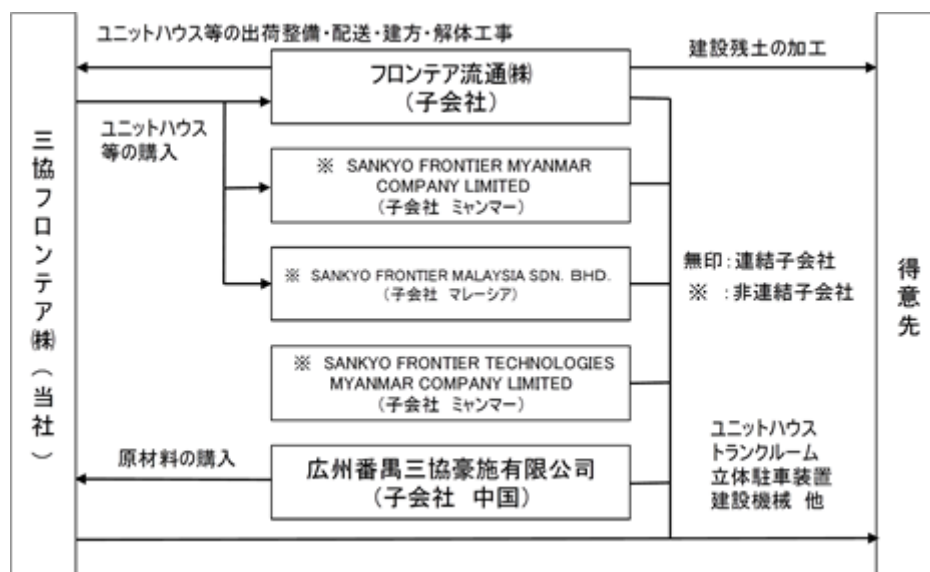 ユニットハウス等の出荷整備・配送・建方・解体工事
フロンテア流通㈱
（子会社）
建設残土の加工
ユニットハウス
等の購入
三協フロンテア㈱（当社）
※ SANKYO FRONTIER MYANMAR
COMPANY LIMITED
（子会社 ミャンマー）
※ SANKYO FRONTIER MALAYSIA SDN. BHD.
（子会社 マレーシア）
無印：連結子会社
※ ：非連結子会社
得意先
※ SANKYO FRONTIER TECHNOLOGIES
MYANMAR COMPANY LIMITED
（子会社 ミャンマー）
原材料の購入
広州番禺三協豪施有限公司
（子会社 中国）
ユニットハウス
トランクルーム
立体駐車装置
建設機械 他